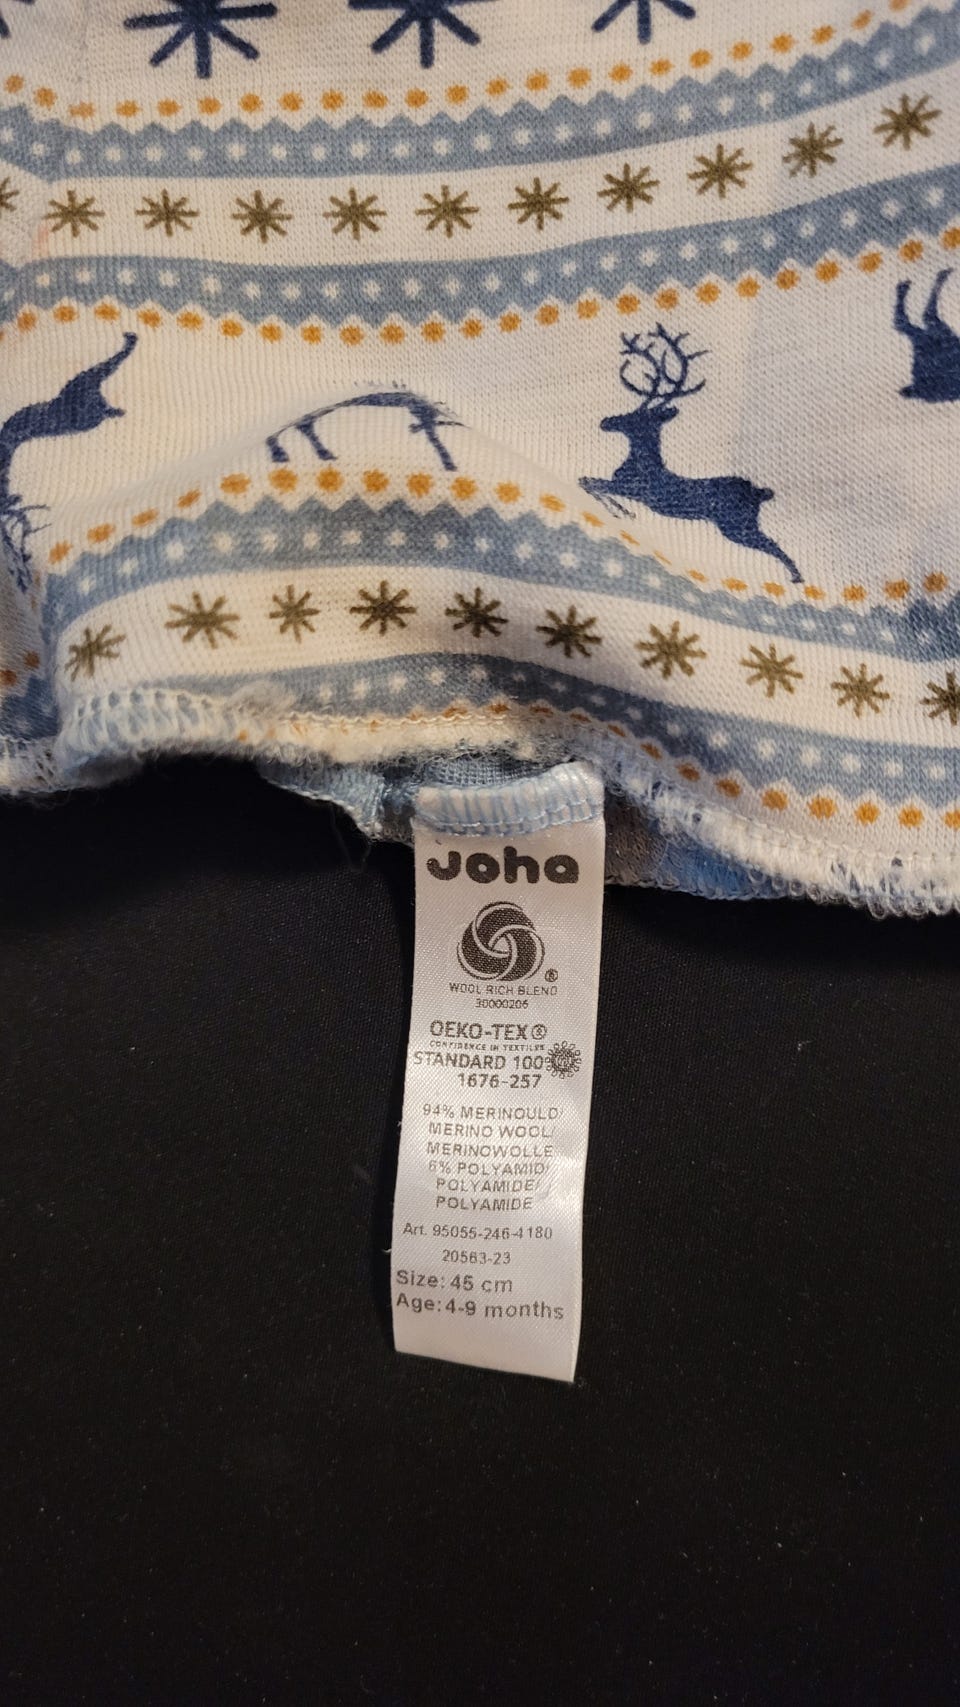 Joha
WOOL RICH BLEND
30000206
OEKO-TEX®
CONFIDENCE IN TEXTILES
STANDARD 100
1676-257
94% MERINOULD/
MERINO WOOL/
MERINOWOLLE
6% POLYAMID/
POLYAMIDE/
POLYAMIDE
Art. 95055-246-4180
20563-23
Size: 45 cm
Age: 4-9 months